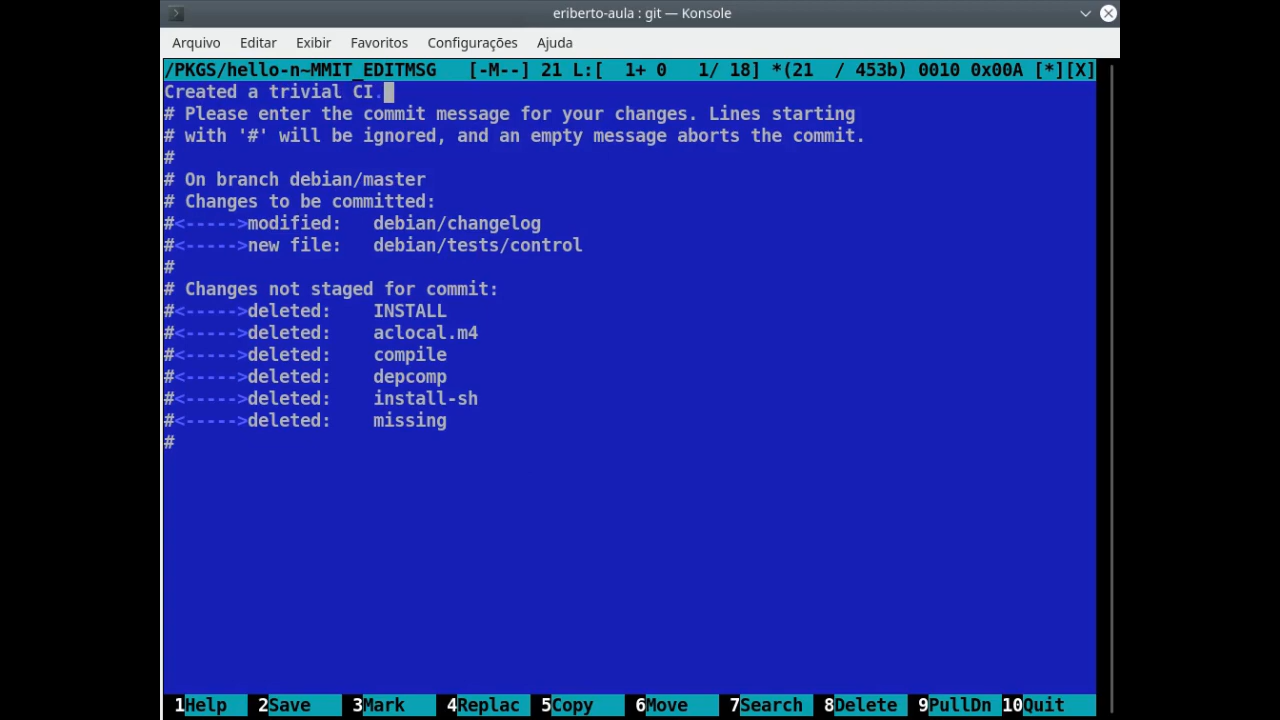 eriberto-aula : git — Konsole
Arquivo Editar Exibir Favoritos Configurações Ajuda
/PKGS/hello-n~MMIT_EDITMSG [-M--] 21 L:[ 1+ 0 1/ 18] *(21 / 453b) 0010 0x00A [*][X]
Created a trivial CI.
# Please enter the commit message for your changes. Lines starting
# with '#' will be ignored, and an empty message aborts the commit.
#
# On branch debian/master
# Changes to be committed:
#<----->modified: debian/changelog
#<----->new file: debian/tests/control
#
# Changes not staged for commit:
#<----->deleted: INSTALL
#<----->deleted: aclocal.m4
#<----->deleted: compile
#<----->deleted: depcomp
#<----->deleted: install-sh
#<----->deleted: missing
#
1Help 2Save 3Mark 4Replac 5Copy 6Move 7Search 8Delete 9PullDn 10Quit